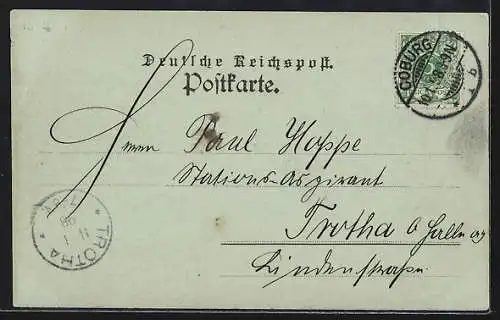 Deutsche Reichspost.
Postkarte.
COBURG
Herrn Paul Hoppe
Stations-Aspirant
Trotha b Halle a/S
Lindenstraße
TROTHA